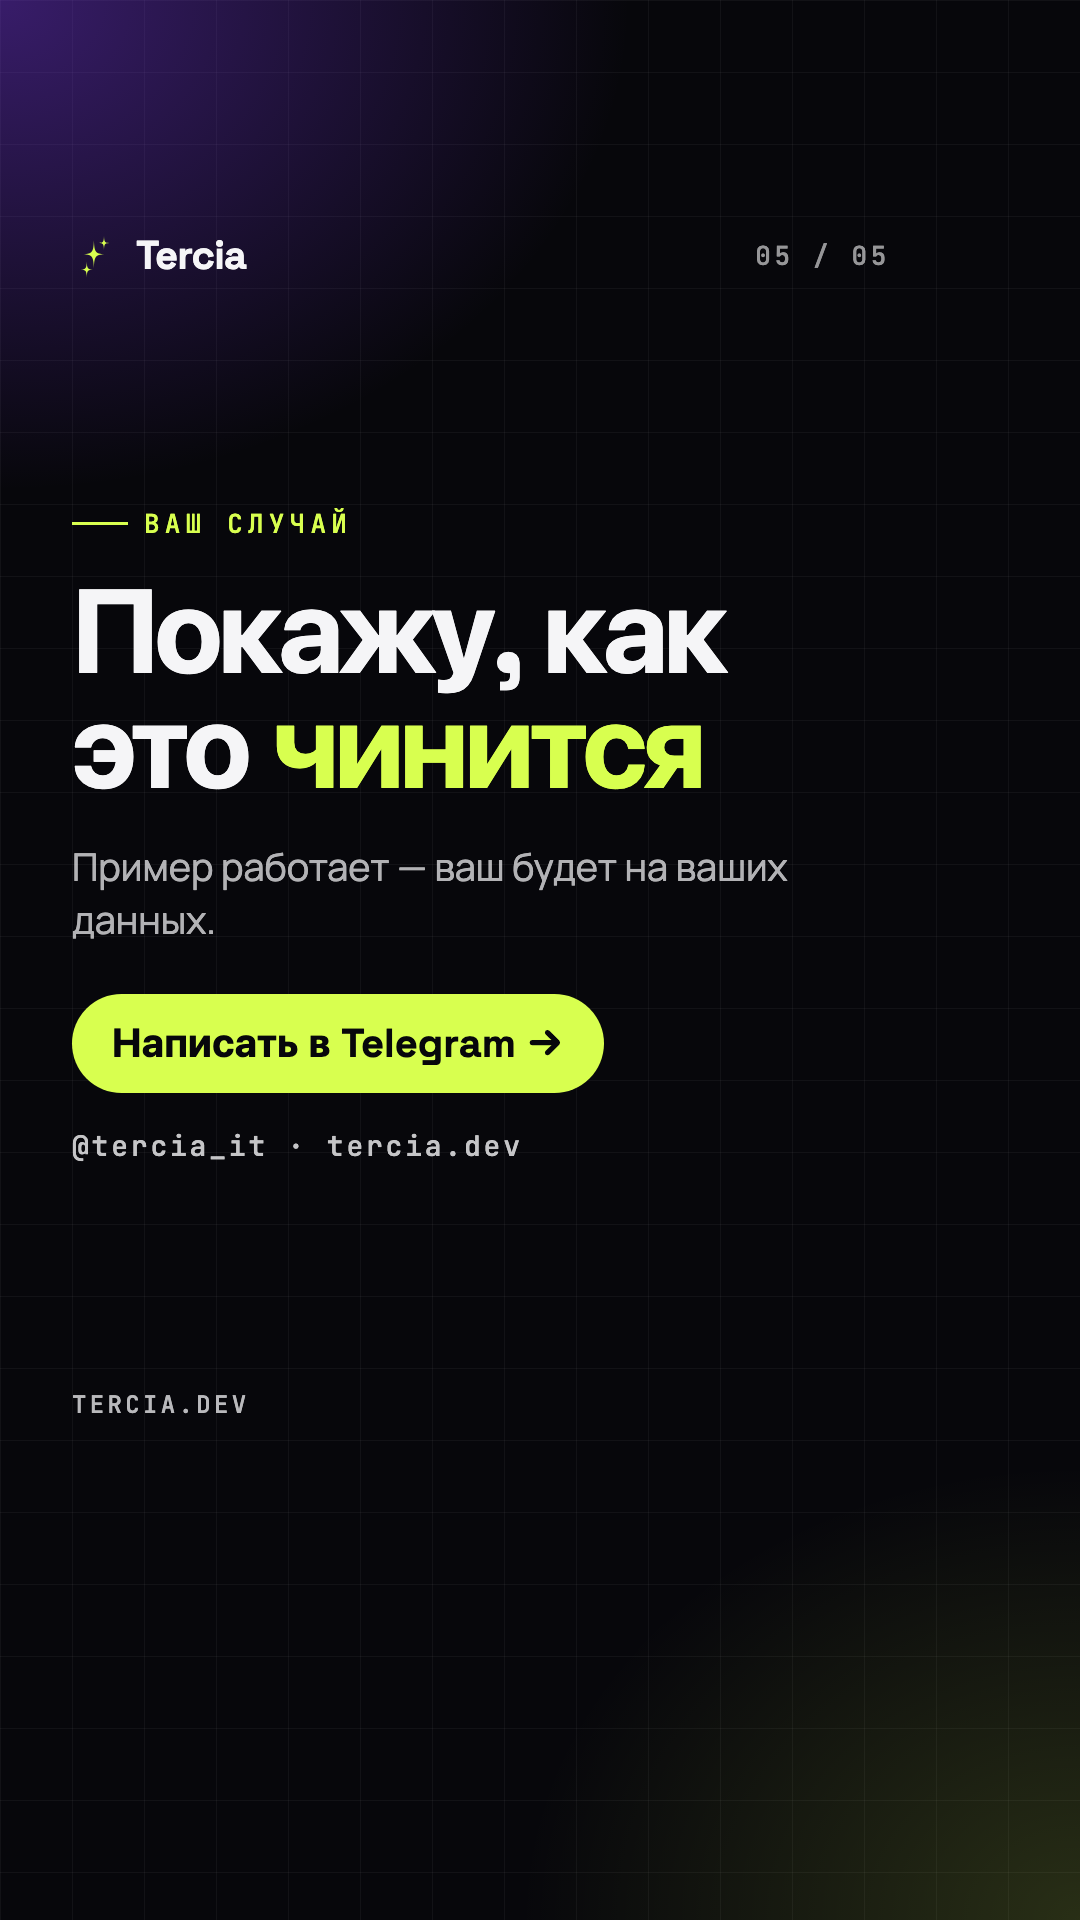 Tercia
05 / 05
ВАШ СЛУЧАЙ
Покажу, как
это чинится
Пример работает — ваш будет на ваших
данных.
Написать в Telegram →
@tercia_it · tercia.dev
TERCIA.DEV